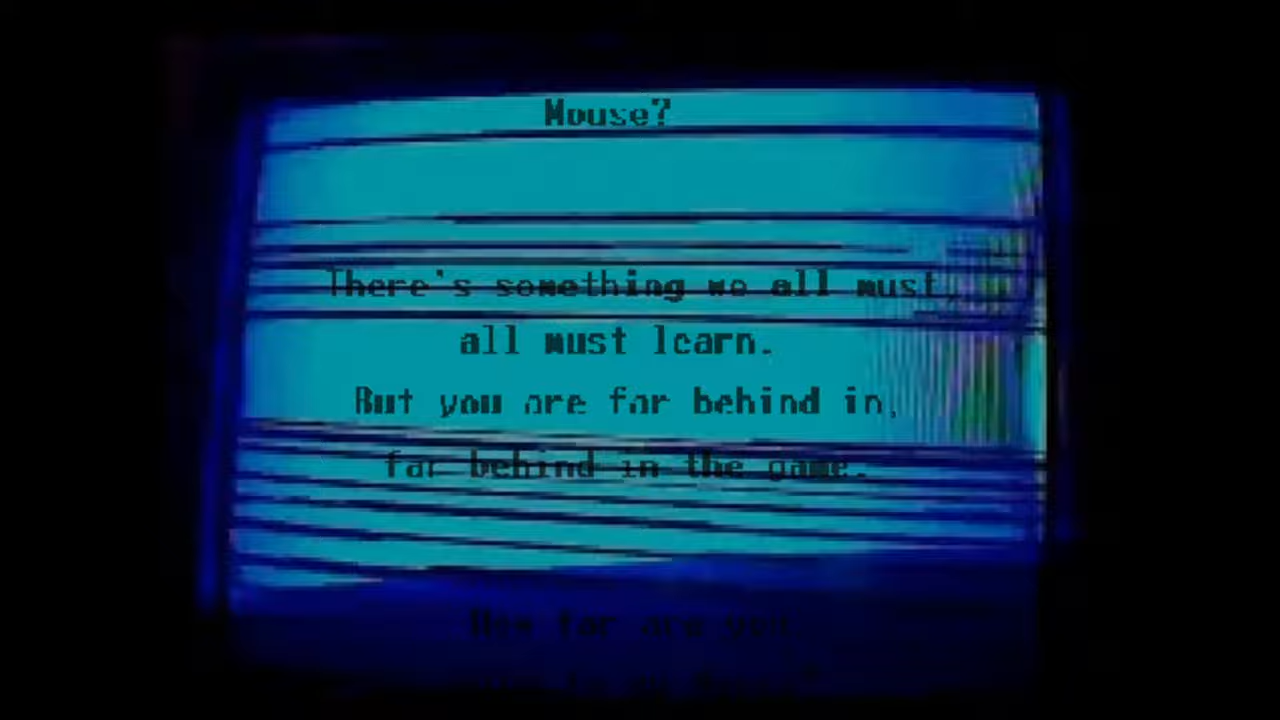 Mouse?
There's something we all must,
all must learn.
But you are far behind in,
far behind in the game.
How far are you